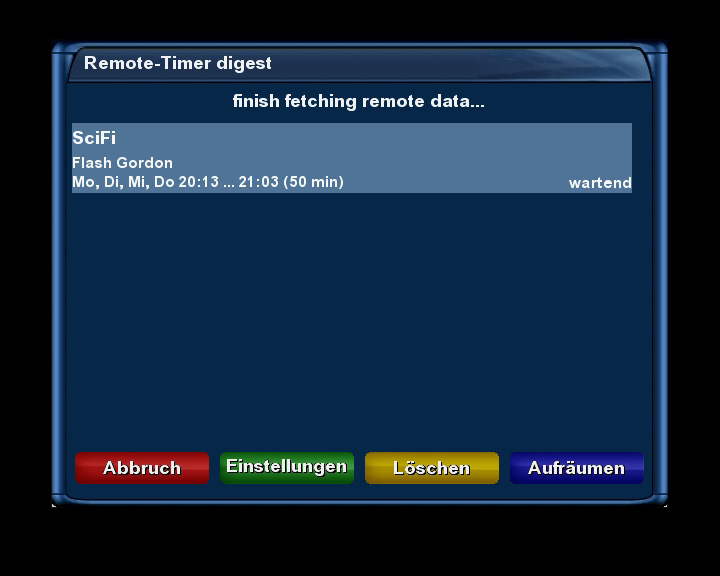 Remote-Timer digest
finish fetching remote data...
SciFi
Flash Gordon
Mo, Di, Mi, Do 20:13 ... 21:03 (50 min) wartend
Abbruch Einstellungen Löschen Aufräumen